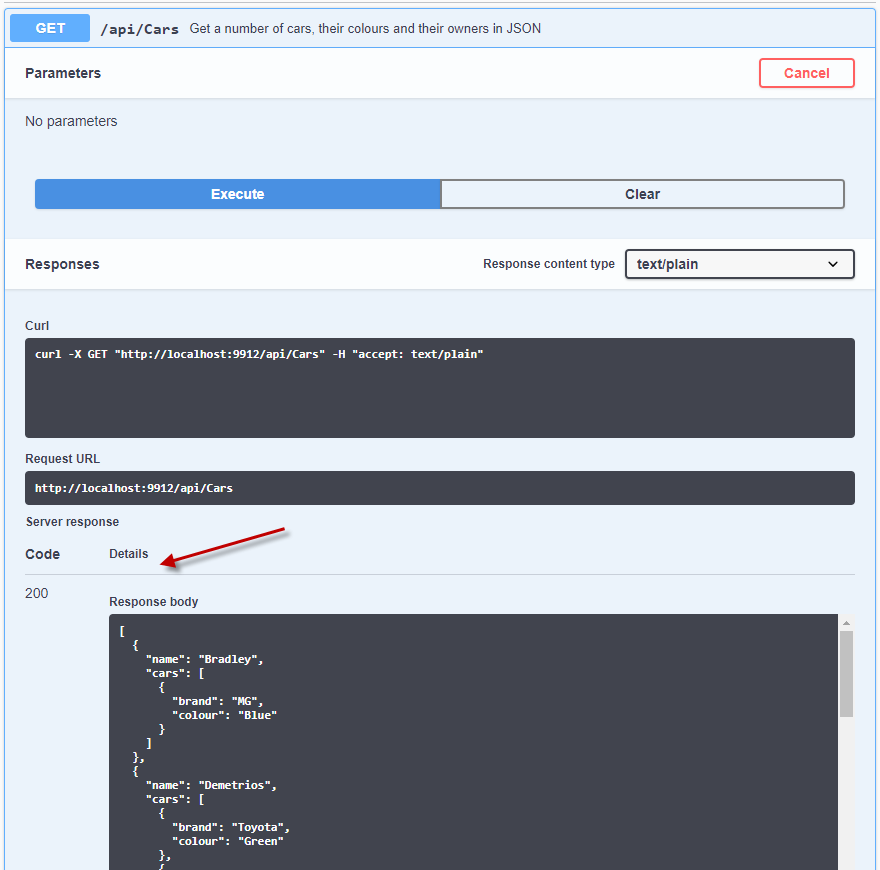 GET /api/Cars Get a number of cars, their colours and their owners in JSON
Parameters Cancel
No parameters
Execute Clear
Responses Response content type text/plain
Curl
curl -X GET "http://localhost:9912/api/Cars" -H "accept: text/plain"
Request URL
http://localhost:9912/api/Cars
Server response
Code Details
200
Response body
[
  {
    "name": "Bradley",
    "cars": [
      {
        "brand": "MG",
        "colour": "Blue"
      }
    ]
  },
  {
    "name": "Demetrios",
    "cars": [
      {
        "brand": "Toyota",
        "colour": "Green"
      },
      {